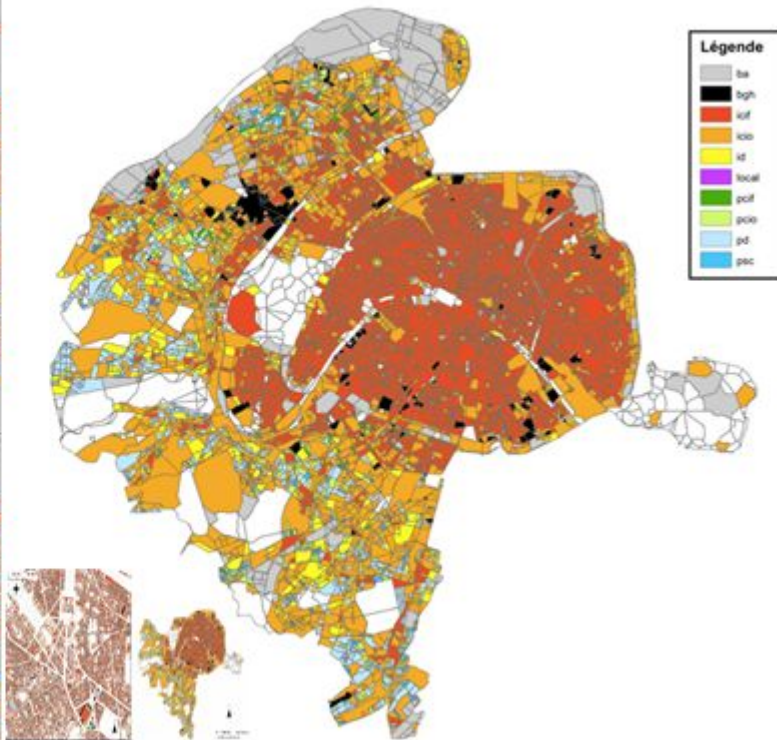 Légende
ba
bgh
icif
icio
id
local
pcif
pcio
pd
psc